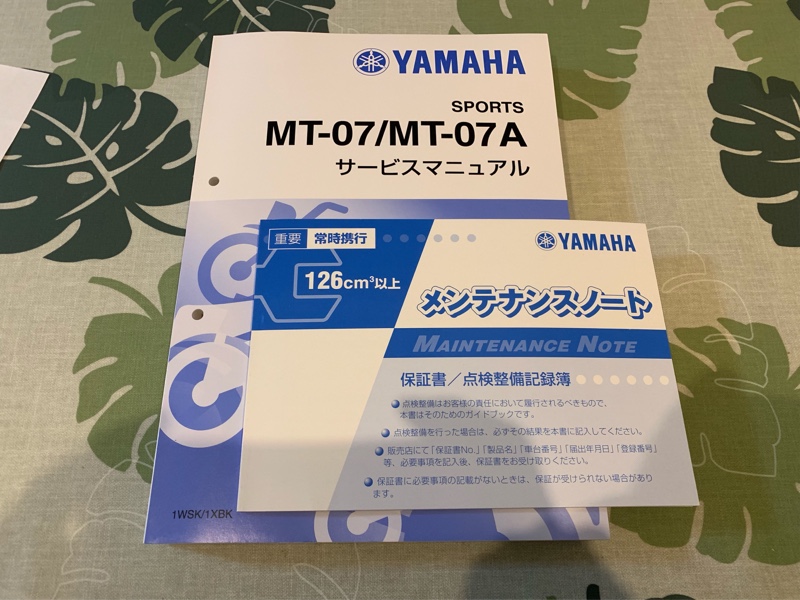 YAMAHA
SPORTS
MT-07/MT-07A
サービスマニュアル
1WSK/1XBK
重要 常時携行
YAMAHA
126cm³以上
メンテナンスノート
MAINTENANCE NOTE
保証書／点検整備記録簿
●点検整備はお客様の責任において履行されるべきもので、
本書はそのためのガイドブックです。
●点検整備を行った場合は、必ずその結果を本書に記入してください。
●販売店にて「保証書No.」「製品名」「車台番号」「届出年月日」「登録番号」
等、必要事項を記入後、保証書をお受け取りください。
●保証書に必要事項の記載がないときは、保証が受けられない場合があり
ます。